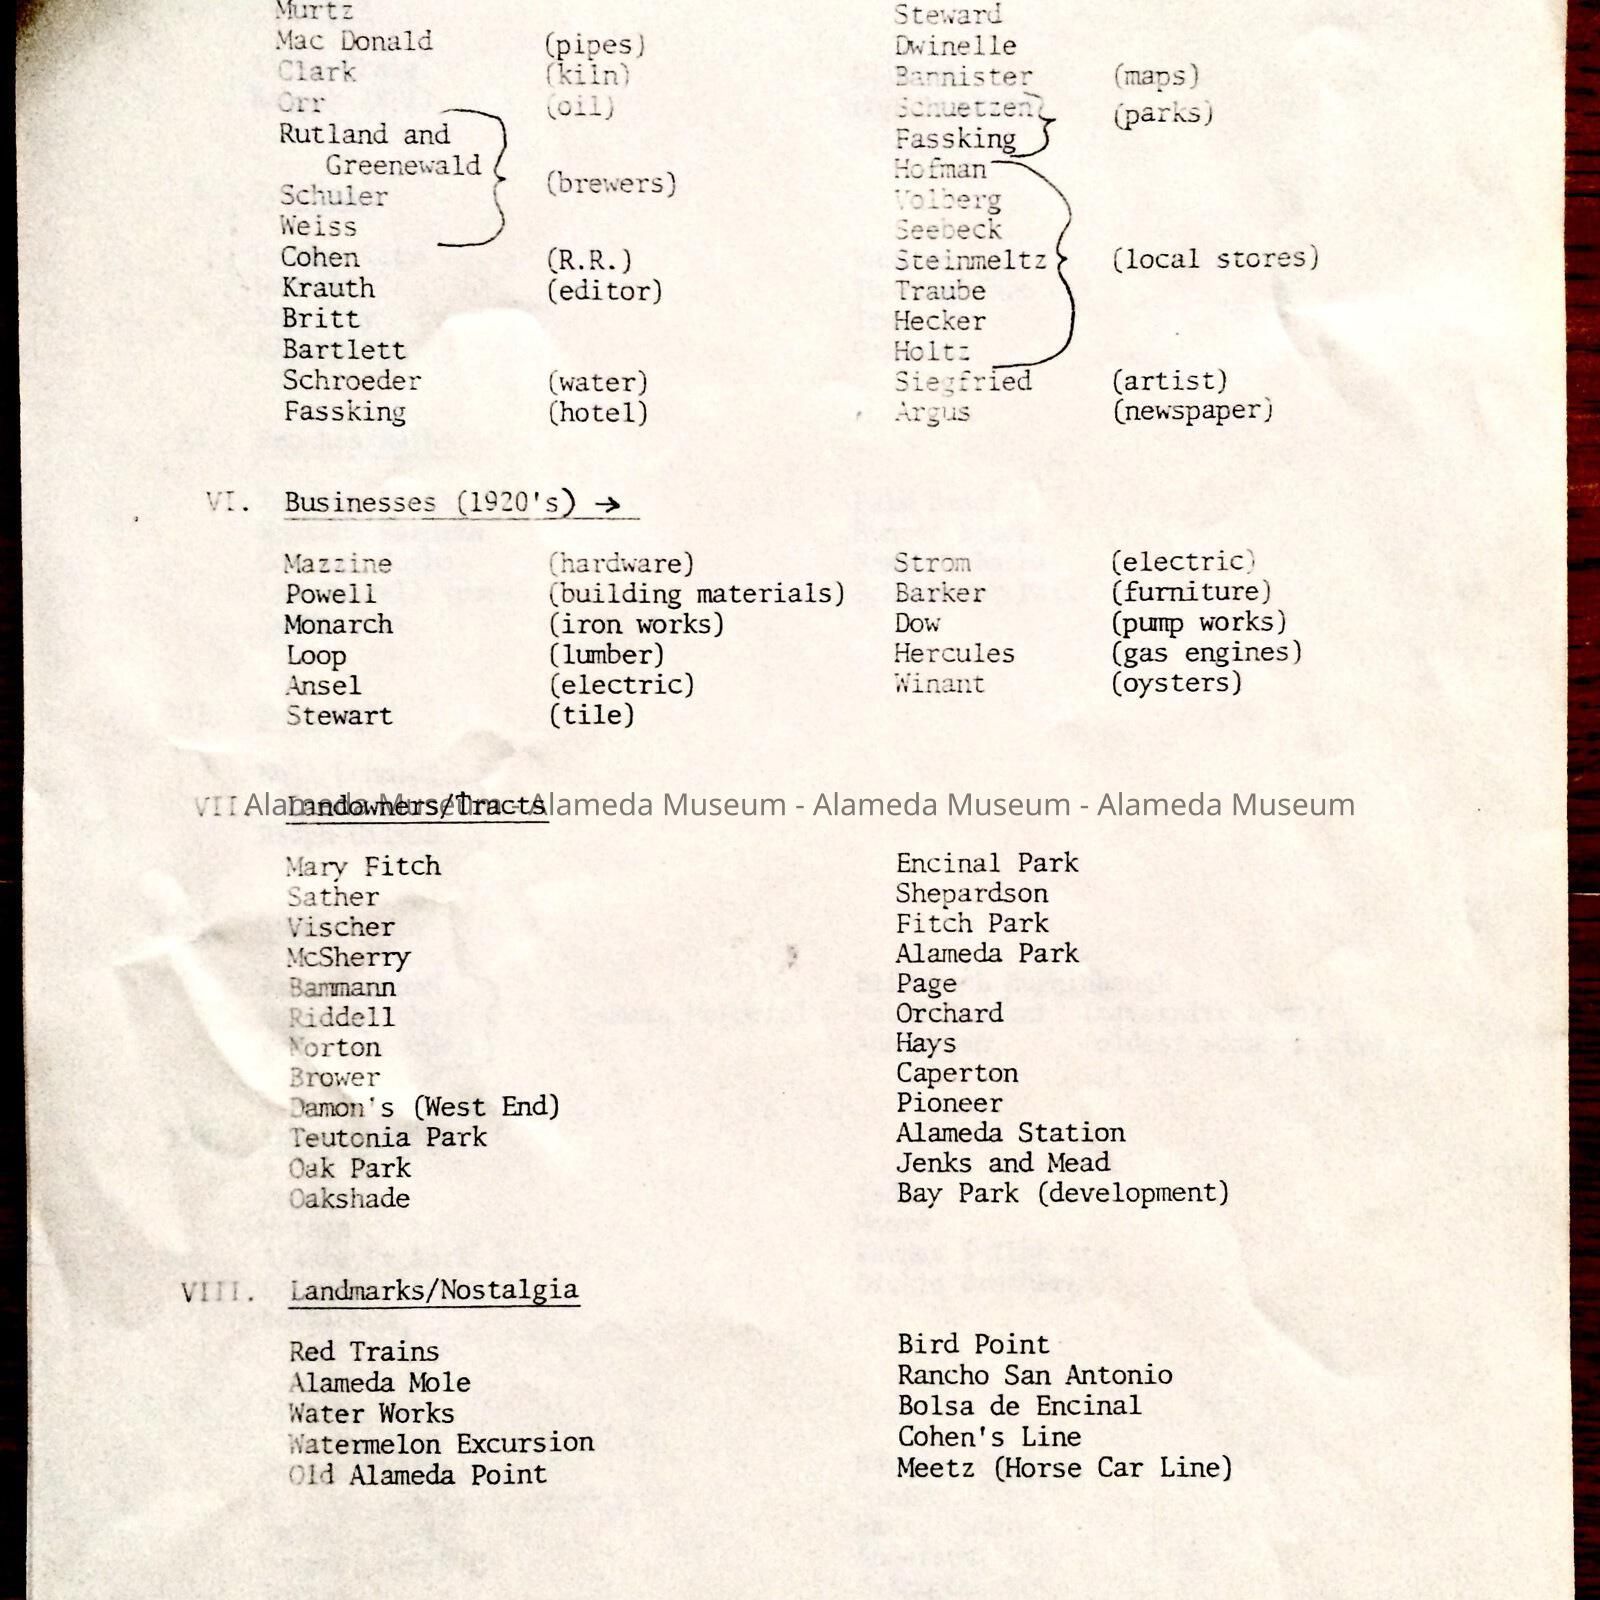 Murtz
Mac Donald (pipes)
Clark (kiln)
Orr (oil)
Rutland and
Greenewald
(brewers)
Schuler
Weiss
Cohen (R.R.)
Krauth (editor)
Britt
Bartlett
Schroeder (water)
Fassking (hotel)
Steward
Dwinelle
Bannister (maps)
Schuetzen
(parks)
Fassking
Hofman
Volberg
Seebeck
Steinmeltz (local stores)
Traube
Hecker
Holtz
Siegfried (artist)
Argus (newspaper)
VI. Businesses (1920's) →
Mazzine (hardware)
Powell (building materials)
Monarch (iron works)
Loop (lumber)
Ansel (electric)
Stewart (tile)
Strom (electric)
Barker (furniture)
Dow (pump works)
Hercules (gas engines)
Winant (oysters)
VII. Landowners/Tracts
Alameda Museum - Alameda Museum - Alameda Museum - Alameda Museum
Mary Fitch
Sather
Vischer
McSherry
Bammann
Riddell
Norton
Brower
Damon's (West End)
Teutonia Park
Oak Park
Oakshade
Encinal Park
Shepardson
Fitch Park
Alameda Park
Page
Orchard
Hays
Caperton
Pioneer
Alameda Station
Jenks and Mead
Bay Park (development)
VIII. Landmarks/Nostalgia
Red Trains
Alameda Mole
Water Works
Watermelon Excursion
Old Alameda Point
Bird Point
Rancho San Antonio
Bolsa de Encinal
Cohen's Line
Meetz (Horse Car Line)